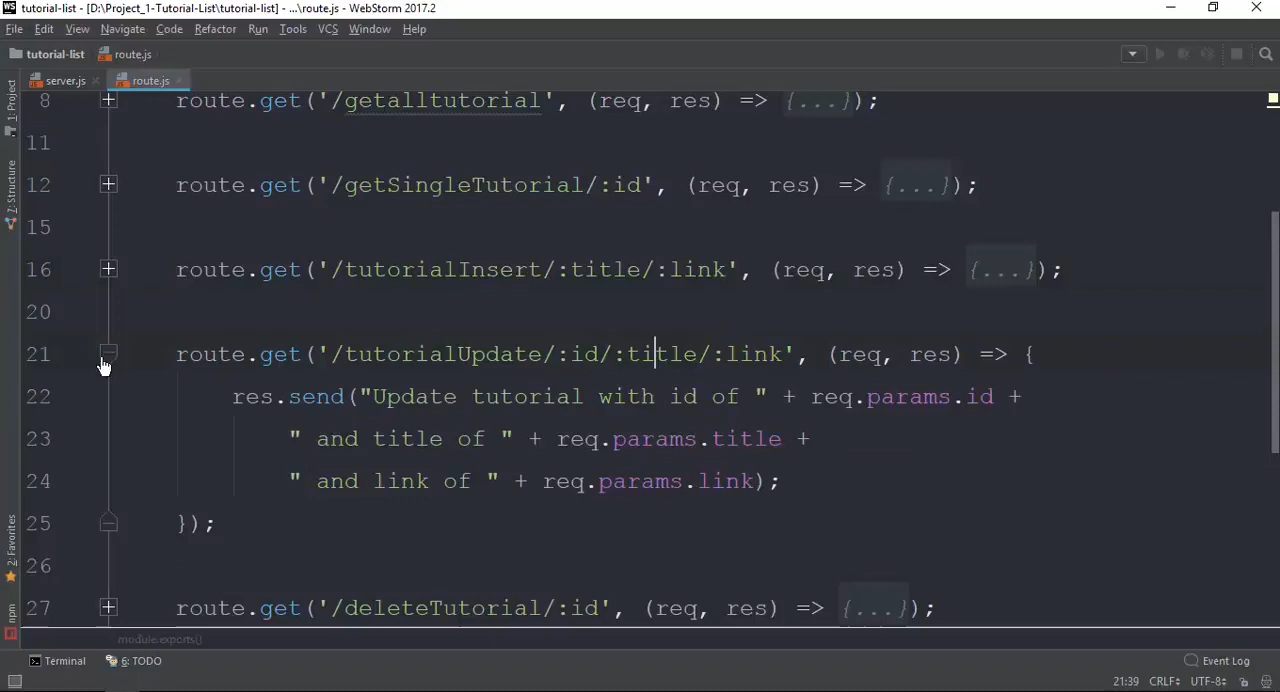 WS tutorial-list - [D:\Project_1-Tutorial-List\tutorial-list] - ...\route.js - WebStorm 2017.2
File Edit View Navigate Code Refactor Run Tools VCS Window Help
tutorial-list route.js
server.js route.js
1: Project
7: Structure
2: Favorites
npm
8 route.get('/getalltutorial', (req, res) => {...});
11
12 route.get('/getSingleTutorial/:id', (req, res) => {...});
15
16 route.get('/tutorialInsert/:title/:link', (req, res) => {...});
20
21 route.get('/tutorialUpdate/:id/:title/:link', (req, res) => {
22 res.send("Update tutorial with id of " + req.params.id +
23 " and title of " + req.params.title +
24 " and link of " + req.params.link);
25 });
26
27 route.get('/deleteTutorial/:id', (req, res) => {...});
module.exports()
Terminal 6: TODO Event Log
21:39 CRLF UTF-8